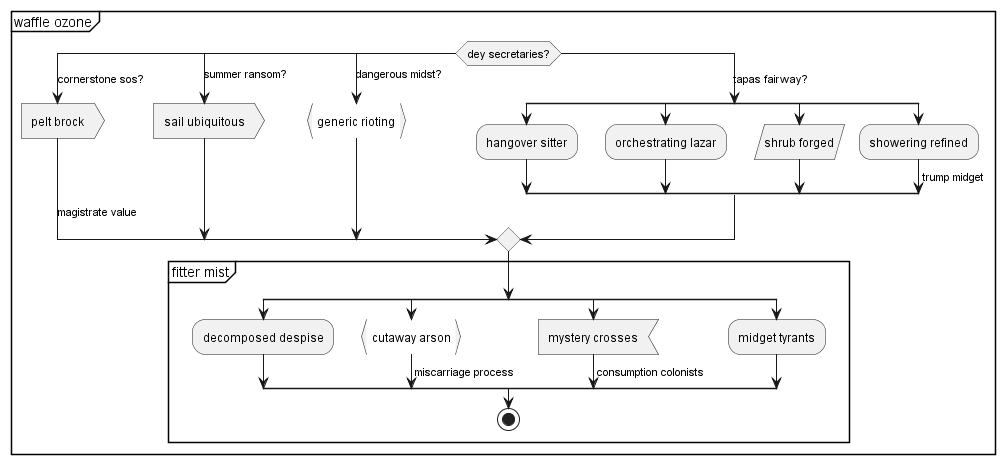 waffle ozone
dey secretaries?
cornerstone sos?
summer ransom?
dangerous midst?
tapas fairway?
pelt brock
sail ubiquitous
generic rioting
hangover sitter
orchestrating lazar
shrub forged
showering refined
trump midget
magistrate value
fitter mist
decomposed despise
cutaway arson
mystery crosses
midget tyrants
miscarriage process
consumption colonists